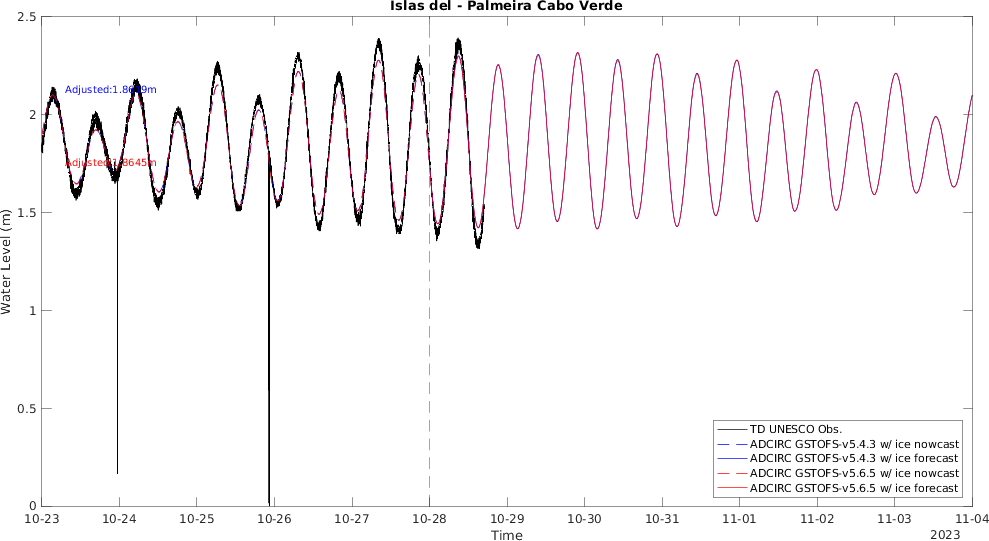 Islas del - Palmeira Cabo Verde
2.5
2
1.5
1
0.5
0
Water Level (m)
Adjusted:1.8645m
TD UNESCO Obs.
ADCIRC GSTOFS-v5.4.3 w/ ice nowcast
ADCIRC GSTOFS-v5.4.3 w/ ice forecast
ADCIRC GSTOFS-v5.6.5 w/ ice nowcast
ADCIRC GSTOFS-v5.6.5 w/ ice forecast
10-23 10-24 10-25 10-26 10-27 10-28 10-29 10-30 10-31 11-01 11-02 11-03 11-04
Time
2023